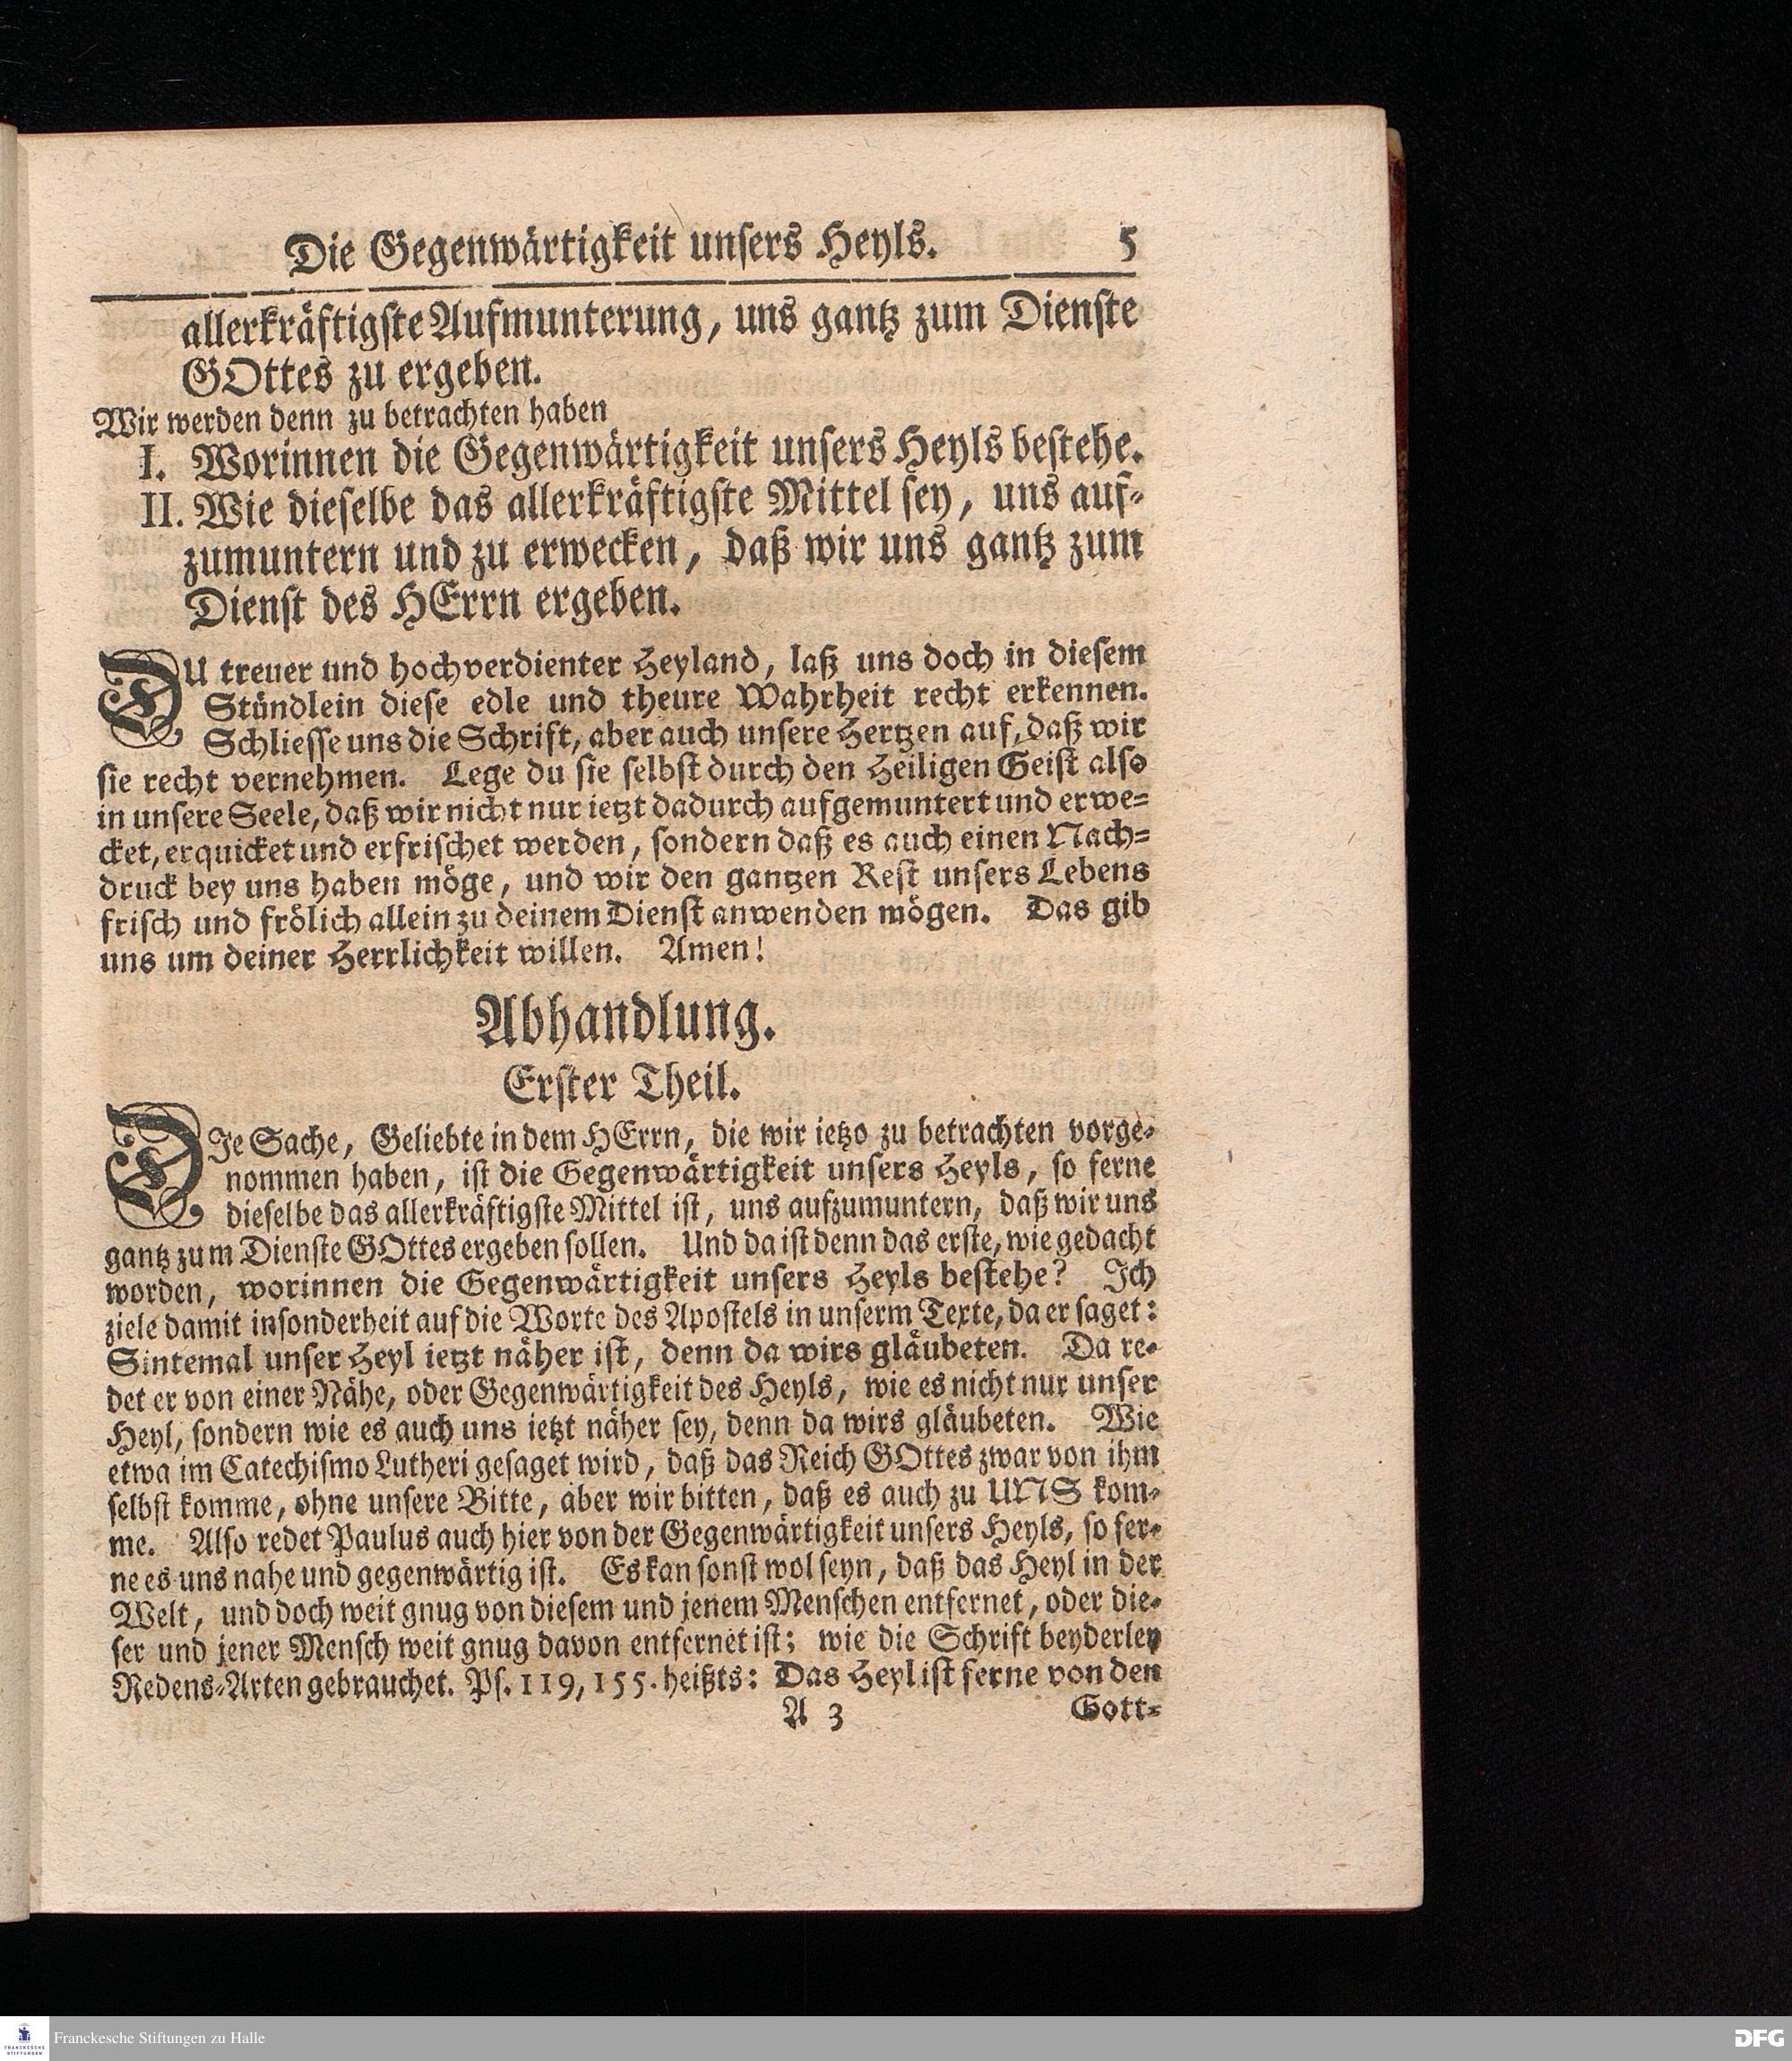 Die Gegenwärtigkeit unsers Heyls. 5
allerkräftigste Aufmunterung, uns gantz zum Dienste
GOttes zu ergeben.
Wir werden denn zu betrachten haben
I. Worinnen die Gegenwärtigkeit unsers Heyls bestehe.
II. Wie dieselbe das allerkräftigste Mittel sey, uns auf-
zumuntern und zu erwecken, daß wir uns gantz zum
Dienst des HErrn ergeben.
DU treuer und hochverdienter Heyland, laß uns doch in diesem
Stündlein diese edle und theure Wahrheit recht erkennen.
Schliesse uns die Schrift, aber auch unsere Hertzen auf, daß wir
sie recht vernehmen. Lege du sie selbst durch den Heiligen Geist also
in unsere Seele, daß wir nicht nur ietzt dadurch aufgemuntert und erwe-
cket, erquicket und erfrischet werden, sondern daß es auch einen Nach-
druck bey uns haben möge, und wir den gantzen Rest unsers Lebens
frisch und frölich allein zu deinem Dienst anwenden mögen. Das gib
uns um deiner Herrlichkeit willen. Amen!
Abhandlung.
Erster Theil.
DIe Sache, Geliebte in dem HErrn, die wir ietzo zu betrachten vorge-
nommen haben, ist die Gegenwärtigkeit unsers Heyls, so ferne
dieselbe das allerkräftigste Mittel ist, uns aufzumuntern, daß wir uns
gantz zum Dienste GOttes ergeben sollen. Und da ist denn das erste, wie gedacht
worden, worinnen die Gegenwärtigkeit unsers Heyls bestehe? Ich
ziele damit insonderheit auf die Worte des Apostels in unserm Texte, da er saget:
Sintemal unser Heyl ietzt näher ist, denn da wirs gläubeten. Da re-
det er von einer Nähe, oder Gegenwärtigkeit des Heyls, wie es nicht nur unser
Heyl, sondern wie es auch uns ietzt näher sey, denn da wirs gläubeten. Wie
etwa im Catechismo Lutheri gesaget wird, daß das Reich GOttes zwar von ihm
selbst komme, ohne unsere Bitte, aber wir bitten, daß es auch zu UNS kom-
me. Also redet Paulus auch hier von der Gegenwärtigkeit unsers Heyls, so fer-
ne es uns nahe und gegenwärtig ist. Es kan sonst wol seyn, daß das Heyl in der
Welt, und doch weit gnug von diesem und jenem Menschen entfernet, oder die-
ser und jener Mensch weit gnug davon entfernet ist; wie die Schrift beyderley
Redens-Arten gebrauchet. Ps. 119, 155. heißts: Das Heyl ist ferne von den
A 3 Gott-
FRANCKESCHE
STIFTUNGEN
Franckesche Stiftungen zu Halle
DFG